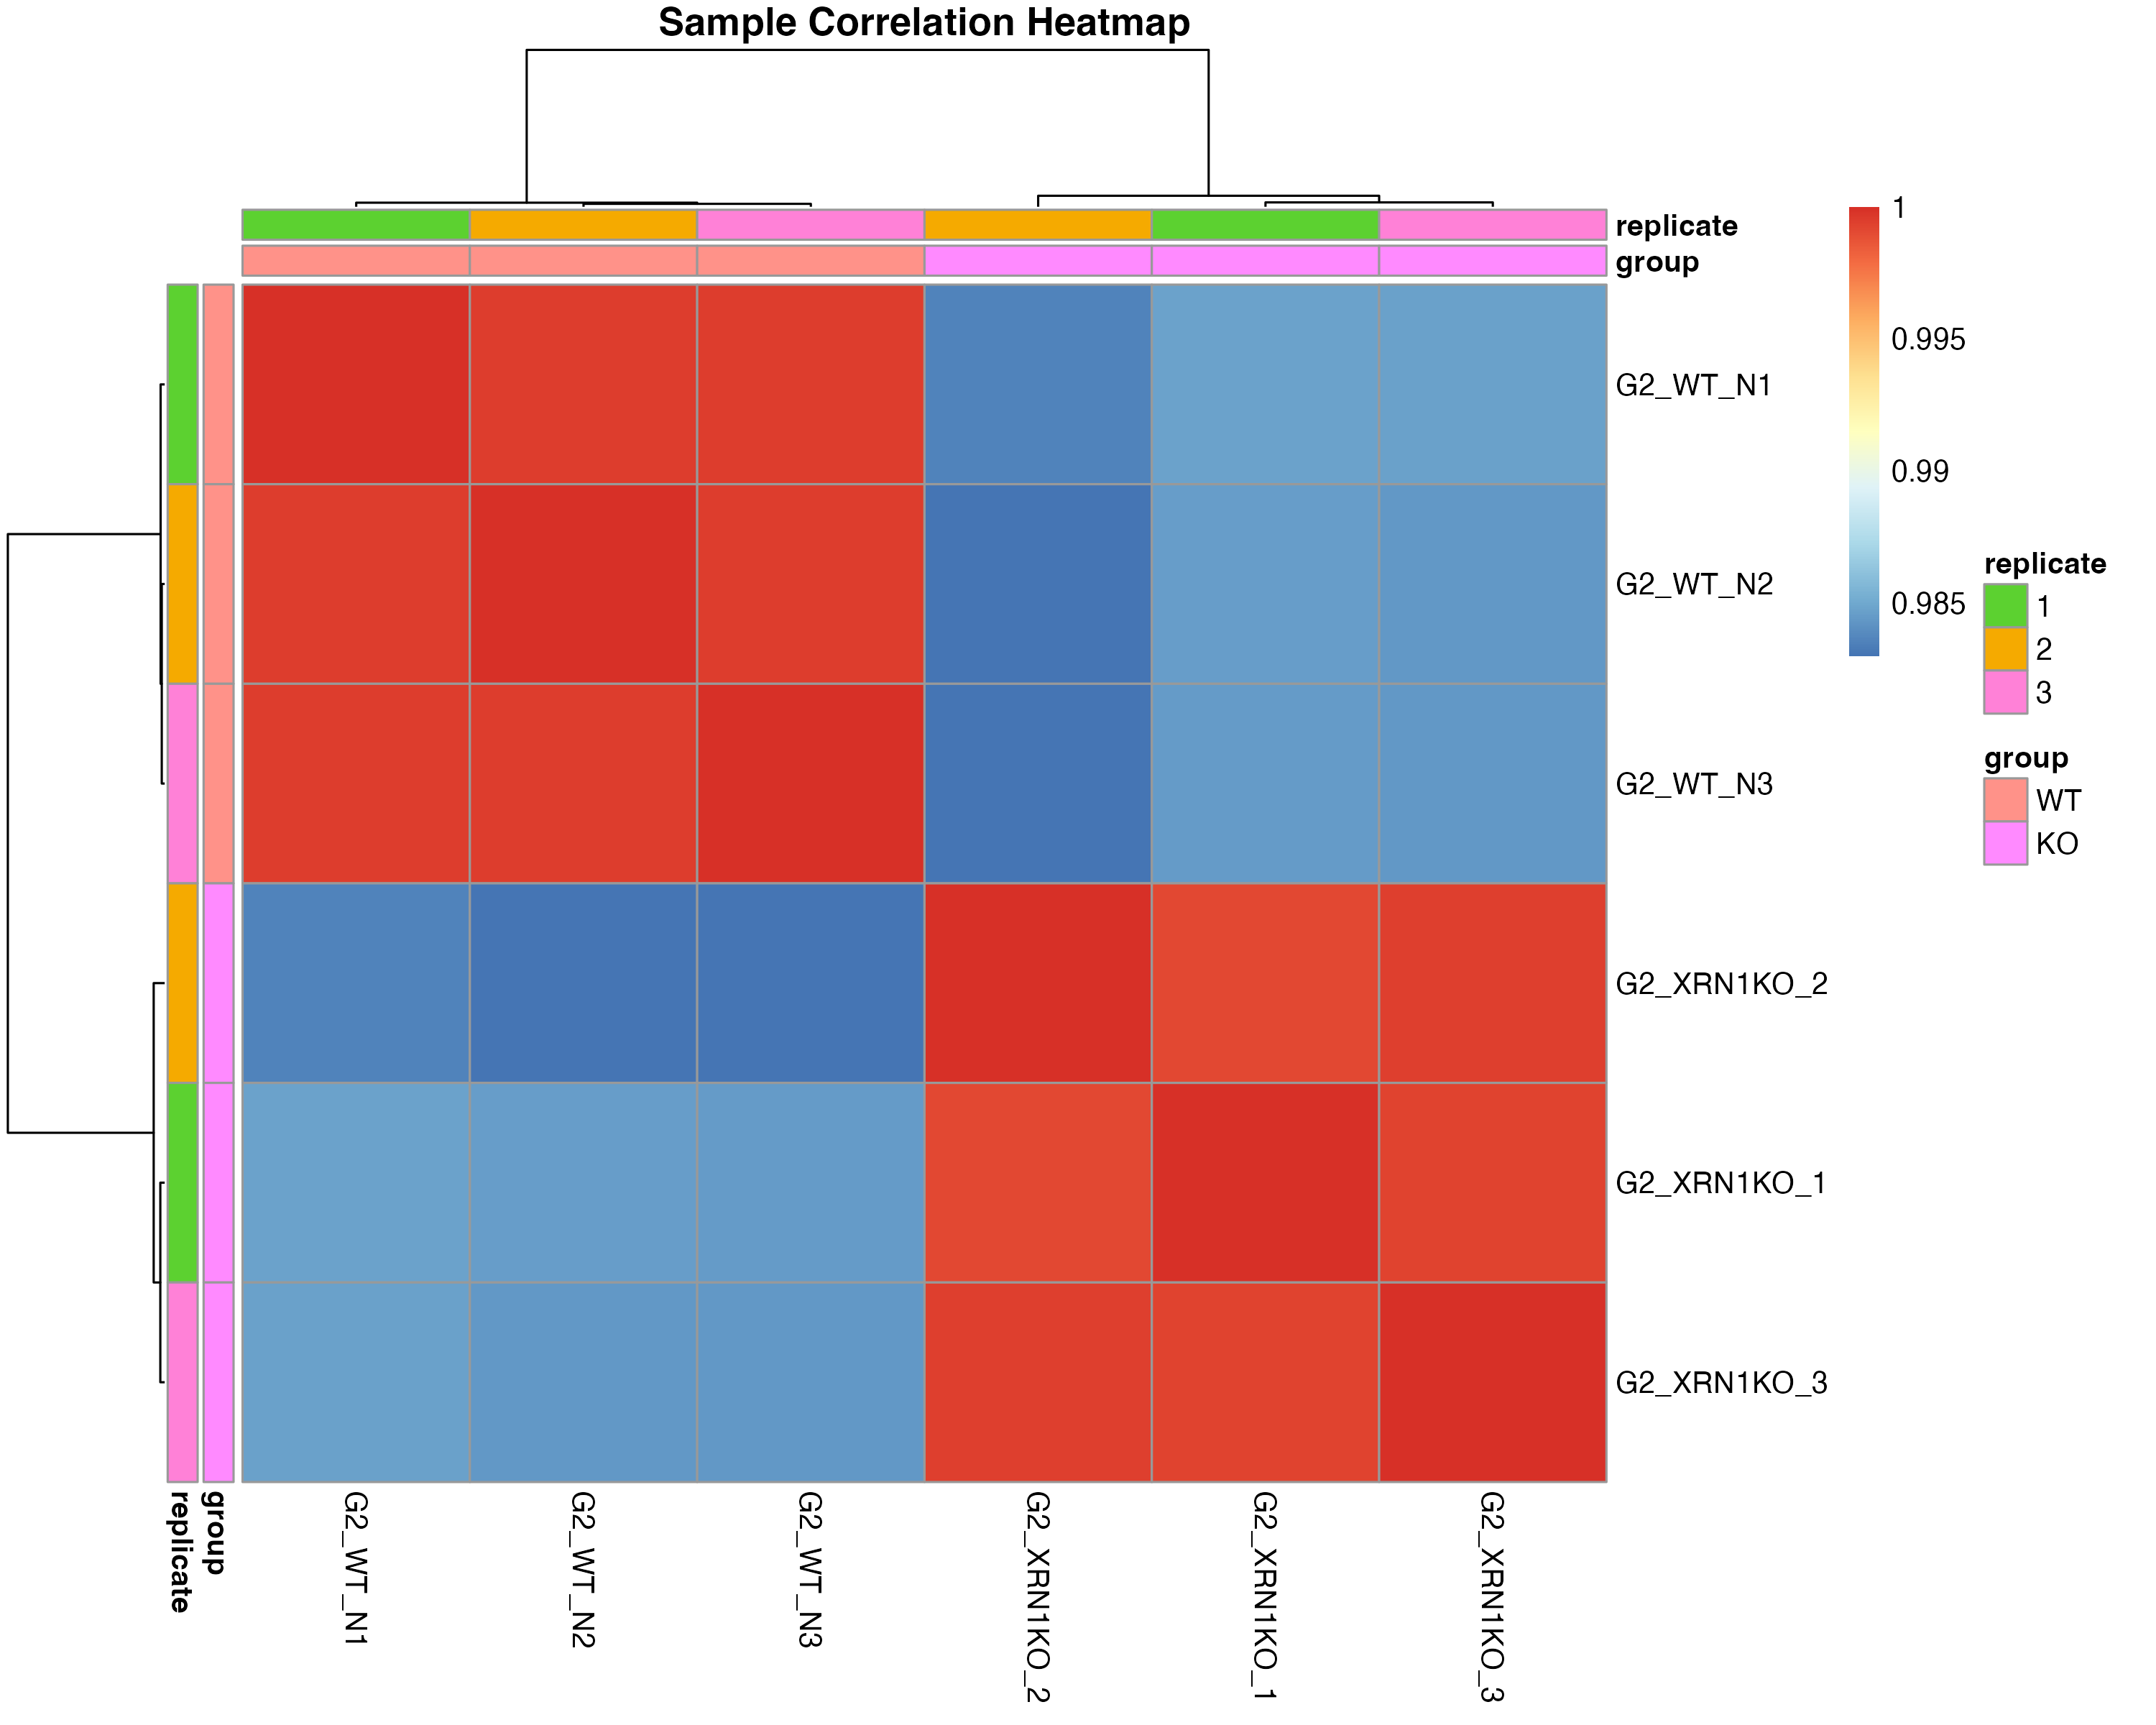 Sample Correlation Heatmap
replicate
group
1
0.995
0.99
0.985
G2_WT_N1
G2_WT_N2
G2_WT_N3
G2_XRN1KO_2
G2_XRN1KO_1
G2_XRN1KO_3
replicate
1
2
3
group
WT
KO
replicate
group
G2_WT_N1
G2_WT_N2
G2_WT_N3
G2_XRN1KO_2
G2_XRN1KO_1
G2_XRN1KO_3